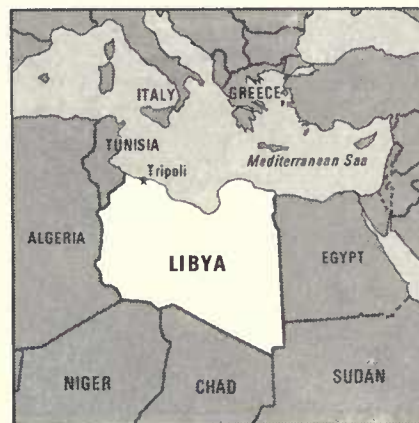 ITALY
GREECE
TUNISIA
Mediterranean Saa
Tripoli
ALGERIA
LIBYA
EGYPT
NIGER
CHAD
SUDAN